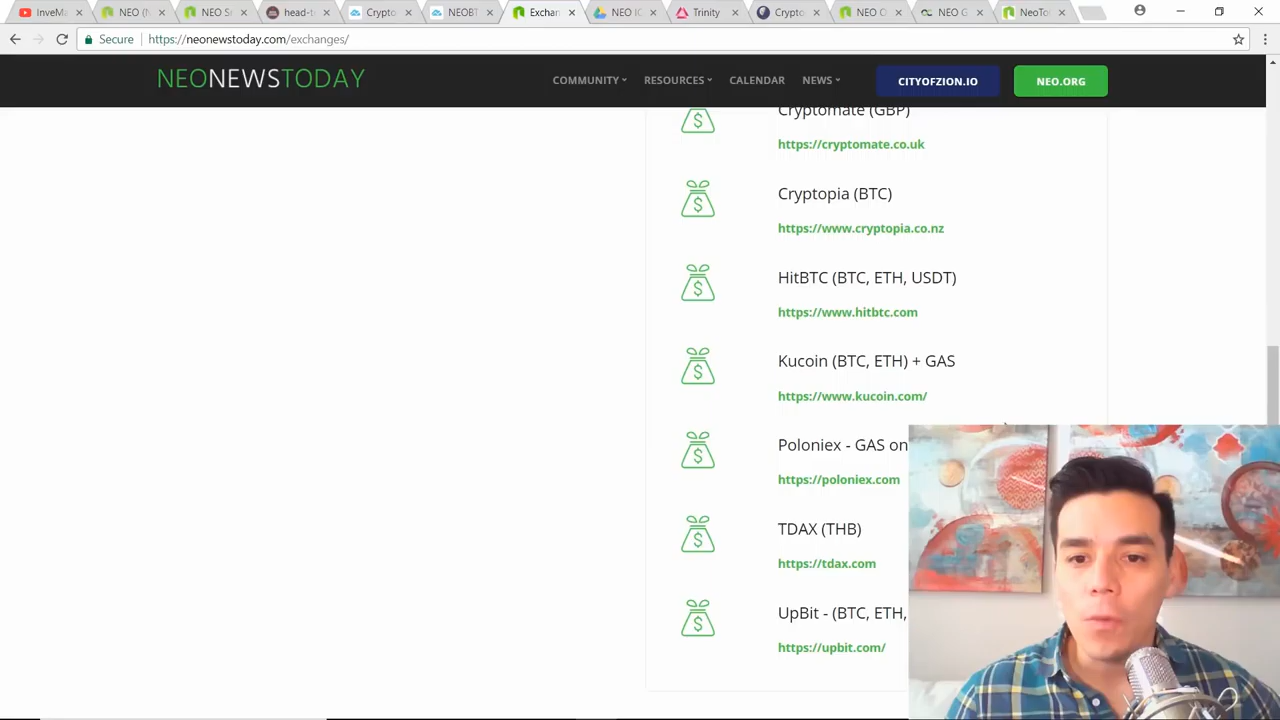 InveMa
NEO (N
NEO S
head-t
Crypto
NEOBT
Exchan
NEO IC
Trinity
Crypto
NEO C
NEO G
NeoTo
Secure
https://neonewstoday.com/exchanges/
NEONEWSTODAY
COMMUNITY
RESOURCES
CALENDAR
NEWS
CITYOFZION.IO
NEO.ORG
Cryptomate (GBP)
https://cryptomate.co.uk
Cryptopia (BTC)
https://www.cryptopia.co.nz
HitBTC (BTC, ETH, USDT)
https://www.hitbtc.com
Kucoin (BTC, ETH) + GAS
https://www.kucoin.com/
Poloniex - GAS on
https://poloniex.com
TDAX (THB)
https://tdax.com
UpBit - (BTC, ETH,
https://upbit.com/